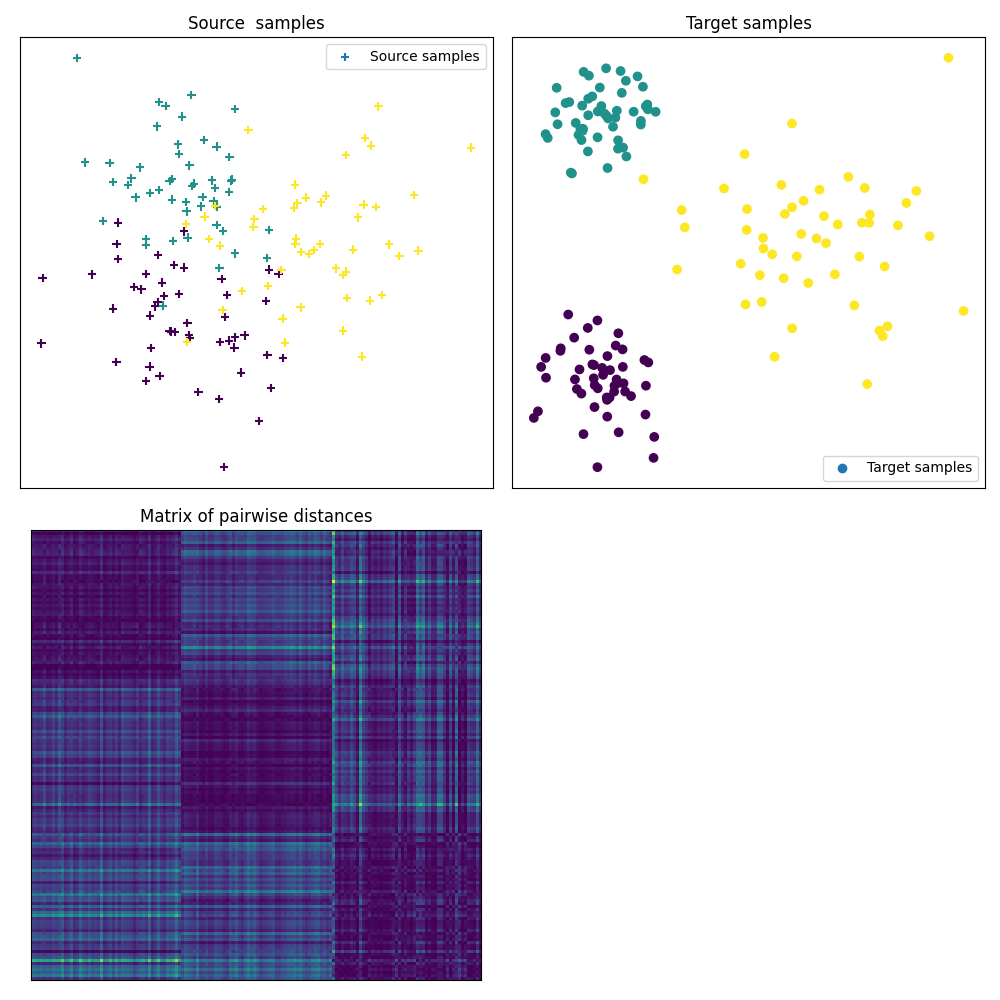 Source  samples
Source samples
Target samples
Target samples
Matrix of pairwise distances